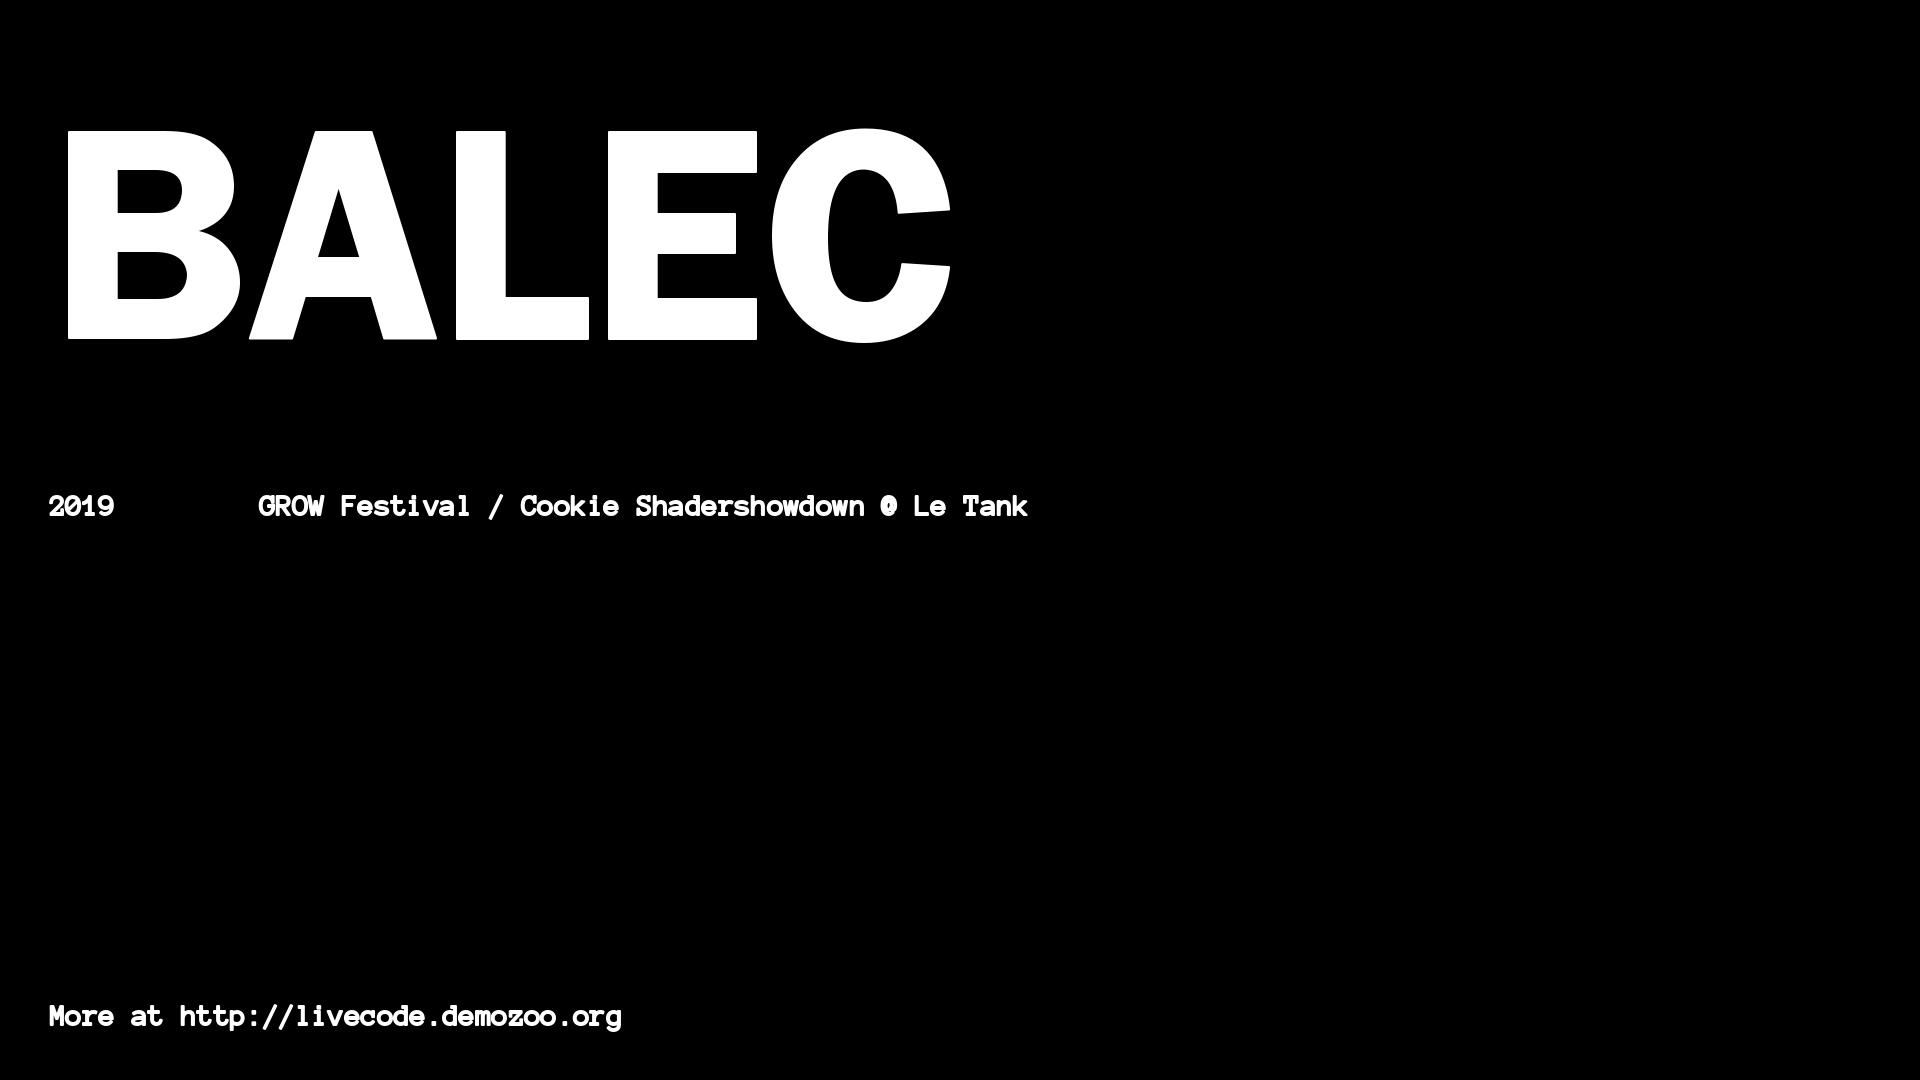 BALEC
2019 GROW Festival / Cookie Shadershowdown @ Le Tank
More at http://livecode.demozoo.org